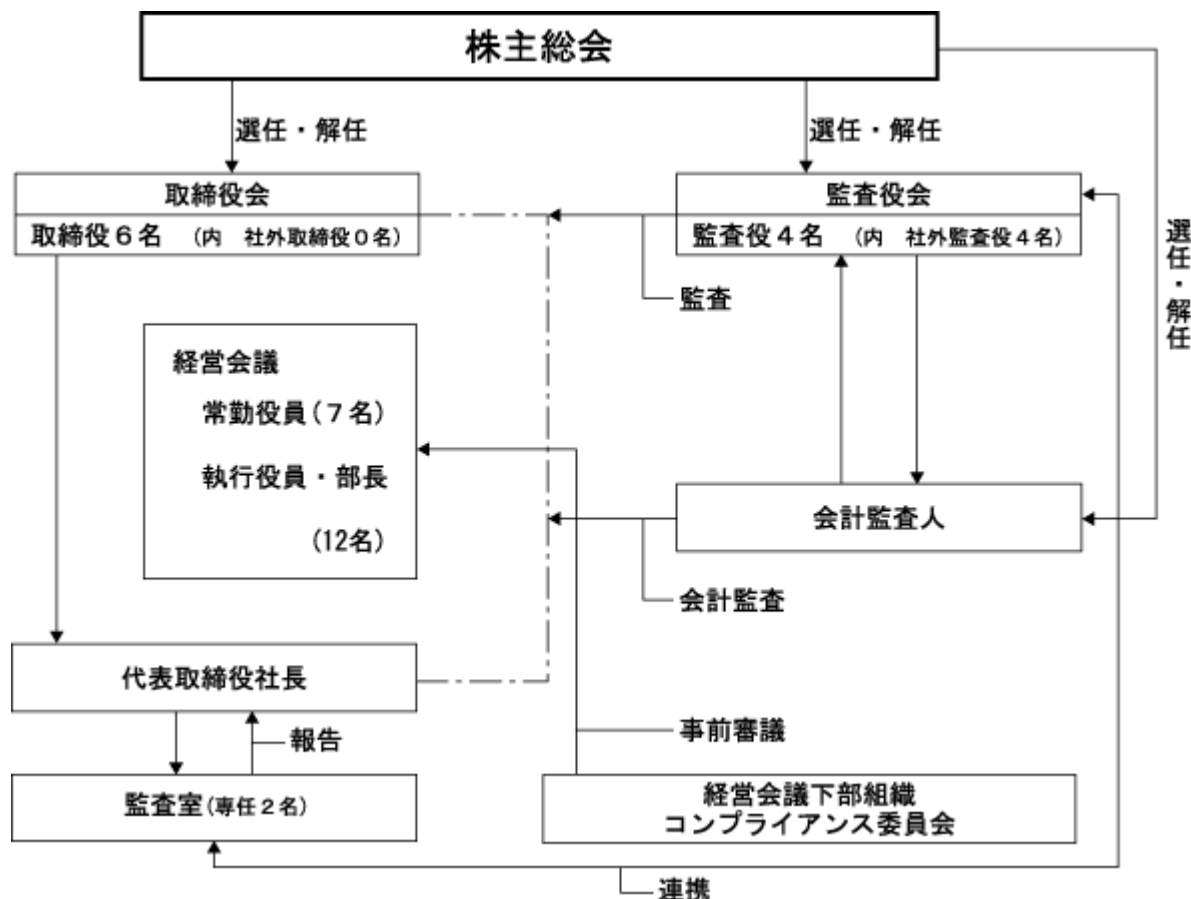 株主総会
選任・解任
選任・解任
取締役会
監査役会
取締役6名 (内 社外取締役0名)
監査役4名 (内 社外監査役4名)
選任・解任
監査
経営会議
常勤役員(7名)
執行役員・部長
(12名)
会計監査人
会計監査
代表取締役社長
報告
事前審議
監査室(専任2名)
経営会議下部組織
コンプライアンス委員会
連携